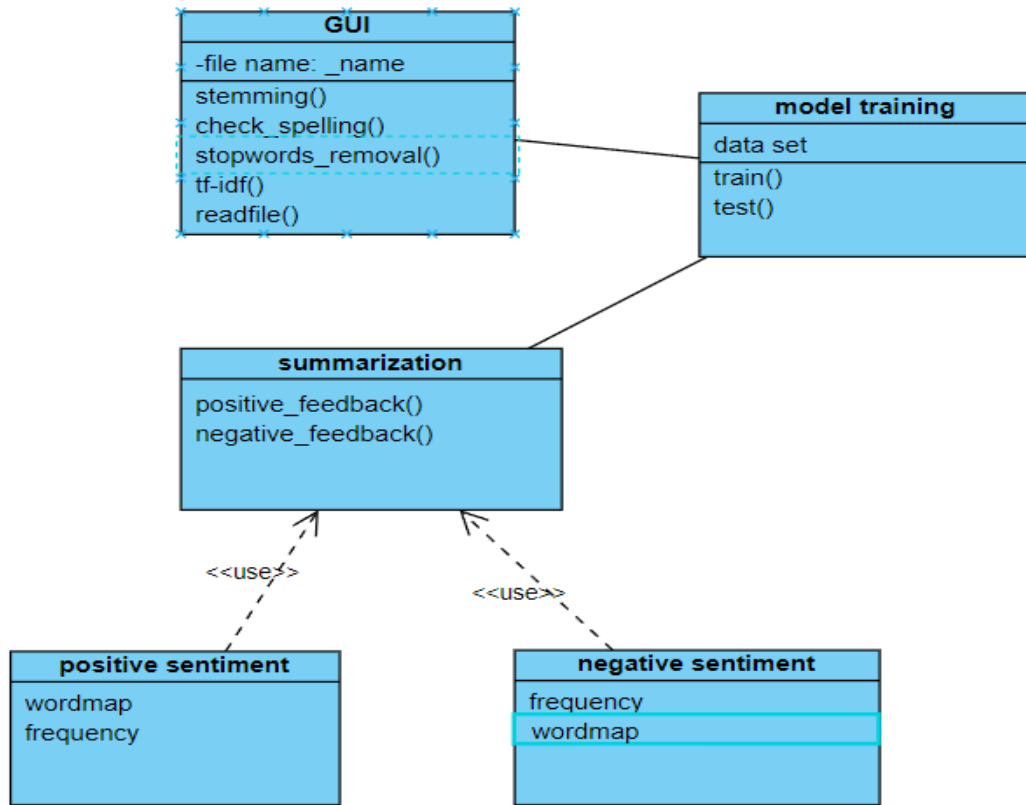 GUI
-file name: _name
stemming()
check_spelling()
stopwords_removal()
tf-idf()
readfile()
model training
data set
train()
test()
summarization
positive_feedback()
negative_feedback()
<<use>>
<<use>>
positive sentiment
wordmap
frequency
negative sentiment
frequency
wordmap